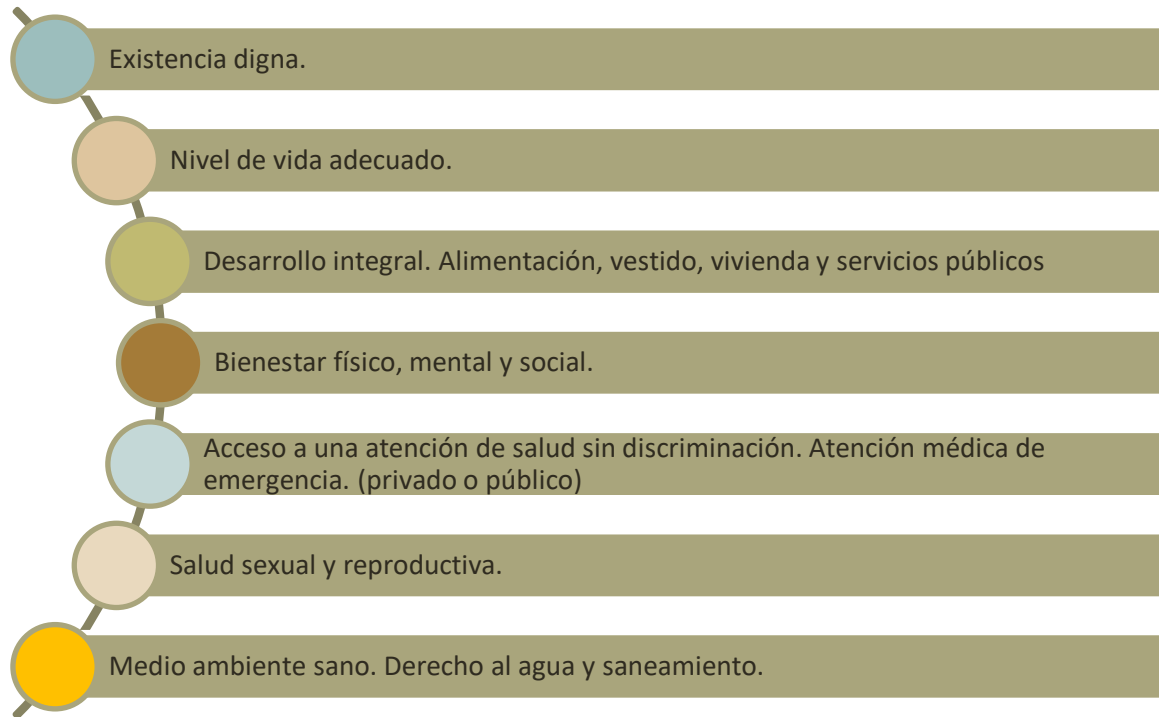 Existencia digna.
Nivel de vida adecuado.
Desarrollo integral. Alimentación, vestido, vivienda y servicios públicos
Bienestar físico, mental y social.
Acceso a una atención de salud sin discriminación. Atención médica de
emergencia. (privado o público)
Salud sexual y reproductiva.
Medio ambiente sano. Derecho al agua y saneamiento.